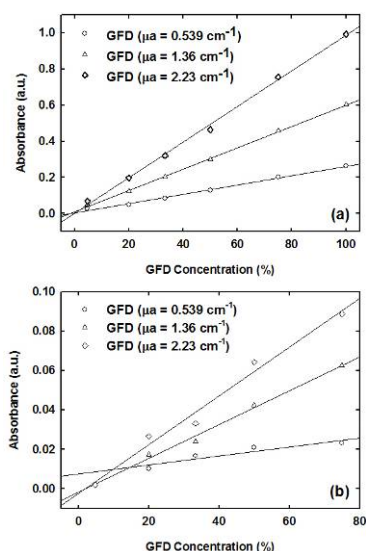 1.0
0.8
0.6
0.4
0.2
0.0
Absorbance (a.u.)
GFD (μa = 0.539 cm⁻¹)
GFD (μa = 1.36 cm⁻¹)
GFD (μa = 2.23 cm⁻¹)
(a)
0 20 40 60 80 100
GFD Concentration (%)
0.10
0.08
0.06
0.04
0.02
0.00
Absorbance (a.u.)
GFD (μa = 0.539 cm⁻¹)
GFD (μa = 1.36 cm⁻¹)
GFD (μa = 2.23 cm⁻¹)
(b)
0 20 40 60 80
GFD Concentration (%)